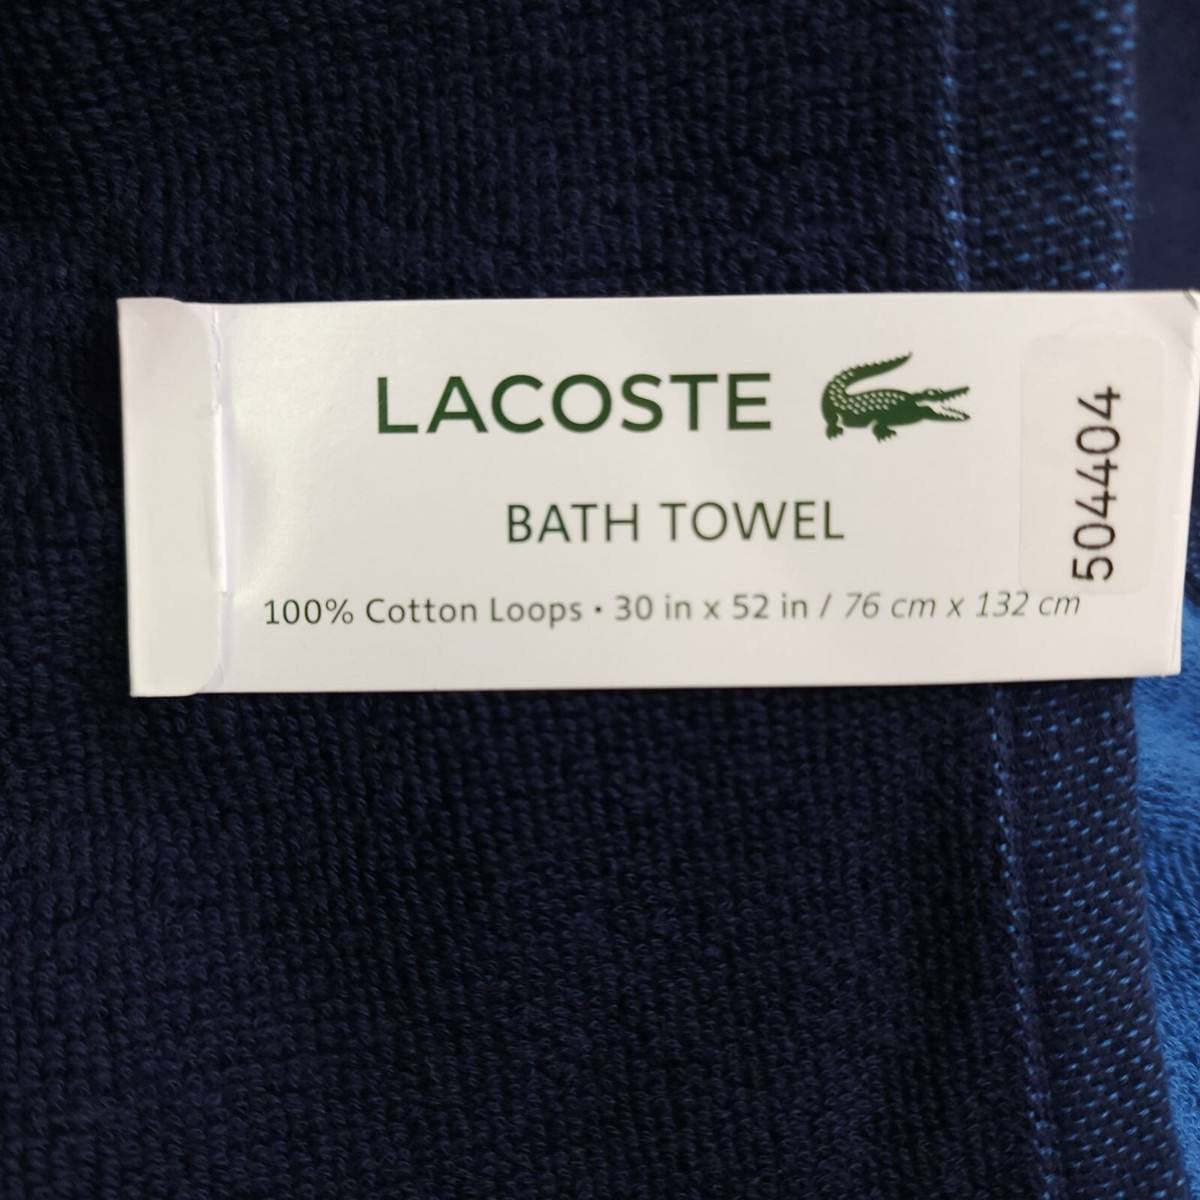 LACOSTE
BATH TOWEL
100% Cotton Loops • 30 in x 52 in / 76 cm x 132 cm
504404